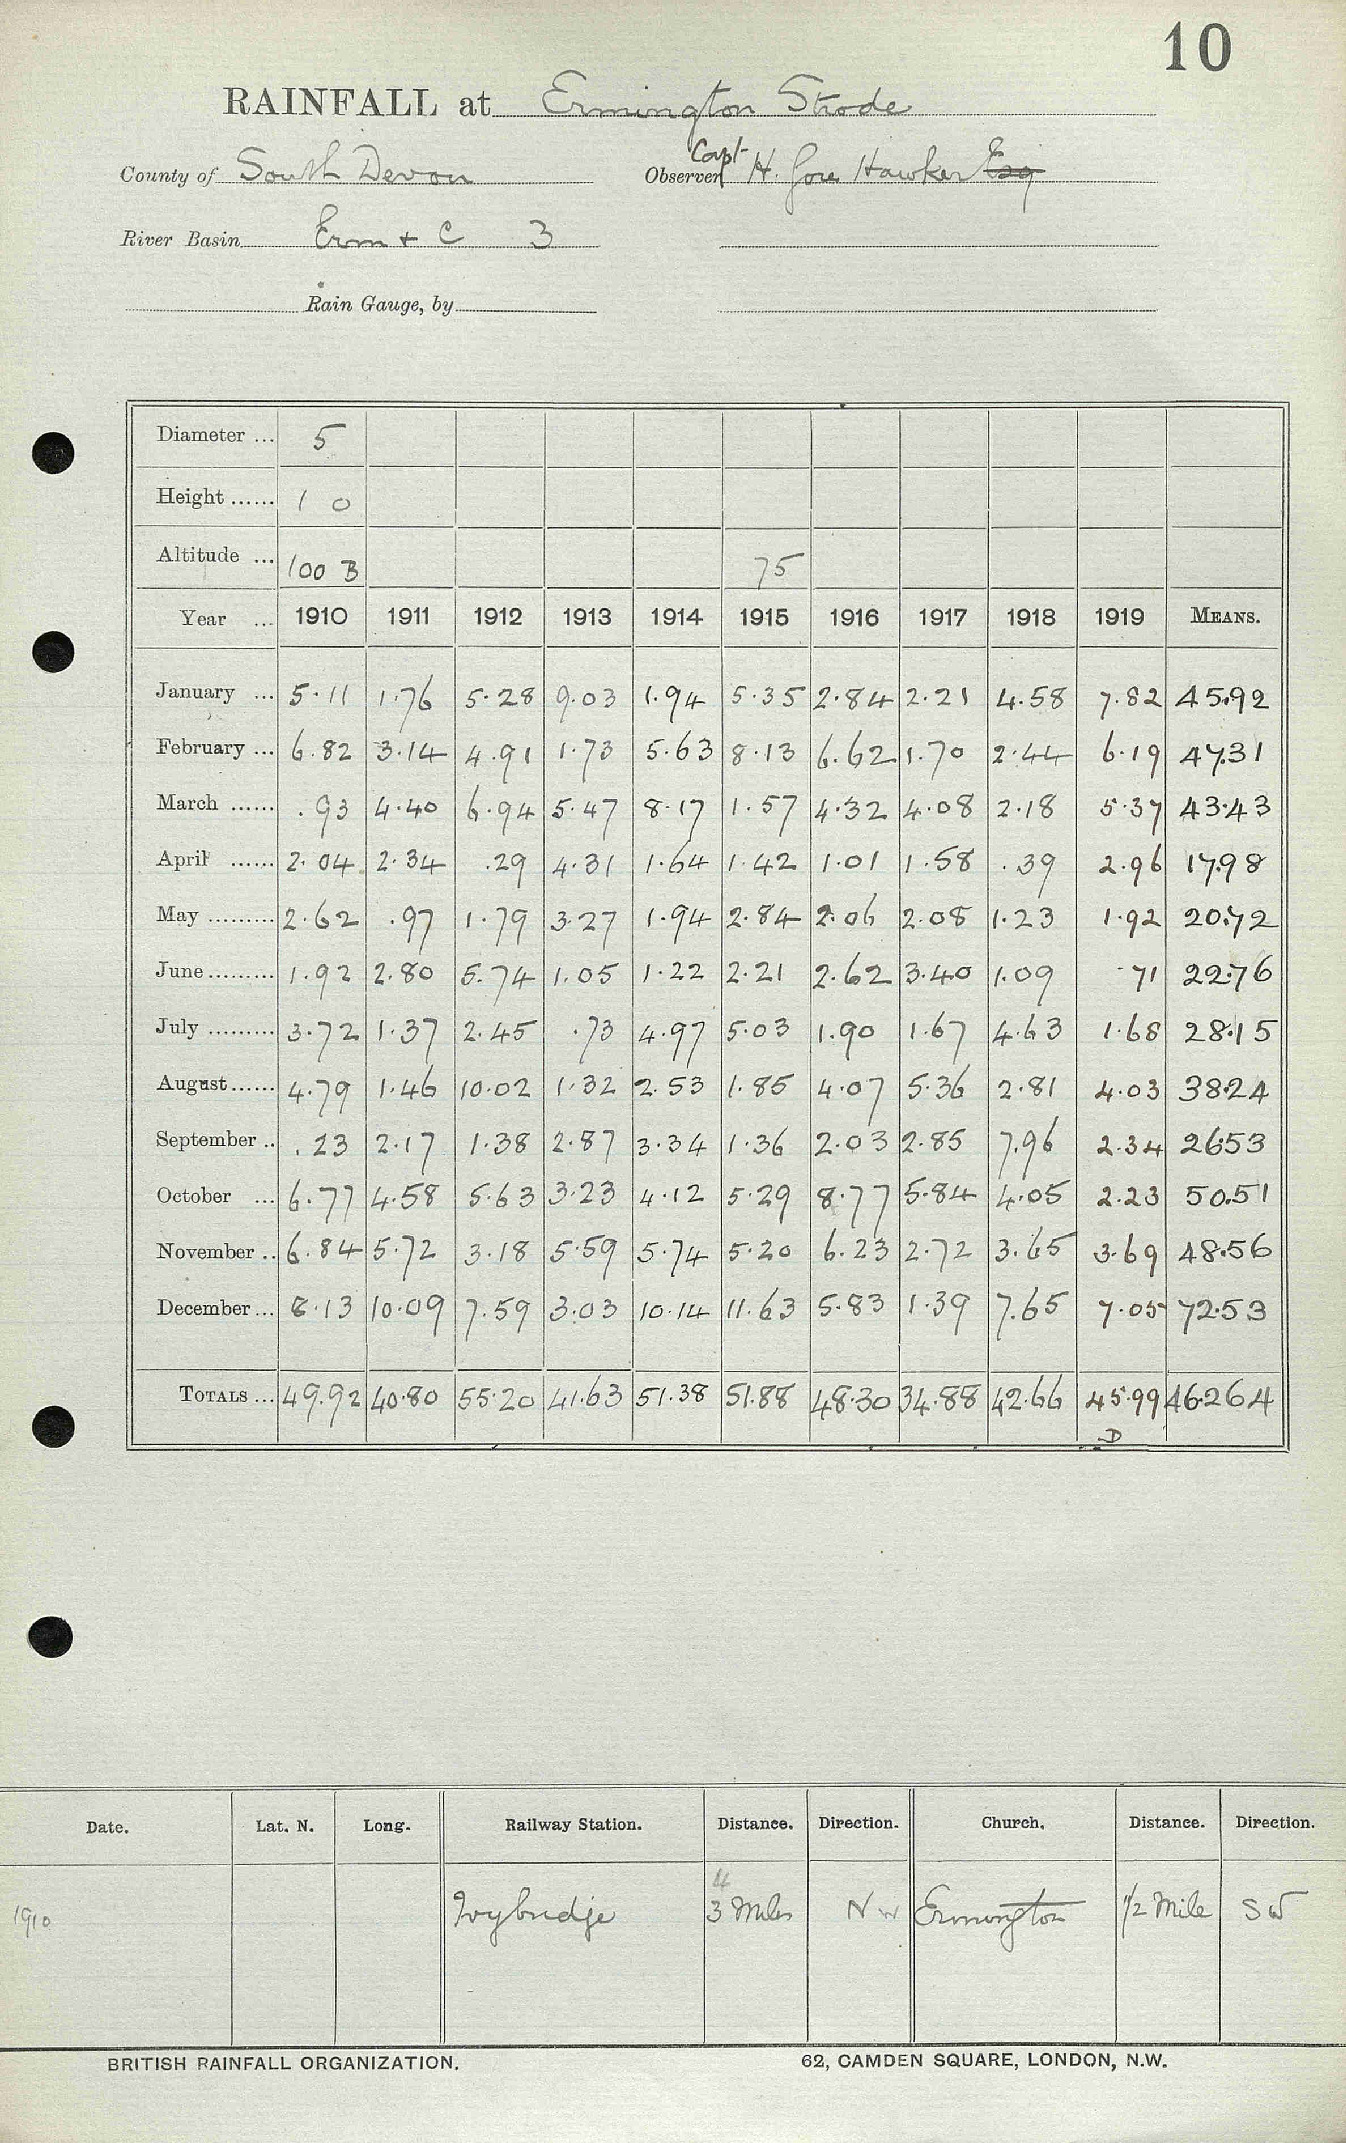 10
RAINFALL at Ermington Strode
Capt
County of South Devon Observer H. Gore Hawker Esq
River Basin Erm & C 3
Rain Gauge, by
Diameter ... 5
Height ...... 1 0
Altitude ... 100 B 75
Year ... 1910 1911 1912 1913 1914 1915 1916 1917 1918 1919 MEANS.
January ... 5.11 1.76 5.28 9.03 1.94 5.35 2.84 2.21 4.58 7.82 45.92
February ... 6.82 3.14 4.91 1.73 5.63 8.13 6.62 1.70 2.44 6.19 47.31
March ...... .93 4.40 6.94 5.47 8.17 1.57 4.32 4.08 2.18 5.37 43.43
April ...... 2.04 2.34 .29 4.31 1.64 1.42 1.01 1.58 .39 2.96 17.98
May ......... 2.62 .97 1.79 3.27 1.94 2.84 2.06 2.08 1.23 1.92 20.72
June ......... 1.92 2.80 5.74 1.05 1.22 2.21 2.62 3.40 1.09 .71 22.76
July ......... 3.72 1.37 2.45 .73 4.97 5.03 1.90 1.67 4.63 1.68 28.15
August ...... 4.79 1.46 10.02 1.32 2.53 1.85 4.07 5.36 2.81 4.03 38.24
September .. .23 2.17 1.38 2.87 3.34 1.36 2.03 2.85 7.96 2.34 26.53
October ... 6.77 4.58 5.63 3.23 4.12 5.29 8.77 5.84 4.05 2.23 50.51
November .. 6.84 5.72 3.18 5.59 5.74 5.20 6.23 2.72 3.65 3.69 48.56
December ... 8.13 10.09 7.59 3.03 10.14 11.63 5.83 1.39 7.65 7.05 72.53
TOTALS ... 49.92 40.80 55.20 41.63 51.38 51.88 48.30 34.88 42.66 45.99 462.64
D
Date. Lat. N. Long. Railway Station. Distance. Direction. Church. Distance. Direction.
4
1910 Ivybridge 3 Miles NW Ermington 1/2 Mile SW
BRITISH RAINFALL ORGANIZATION. 62, CAMDEN SQUARE, LONDON, N.W.